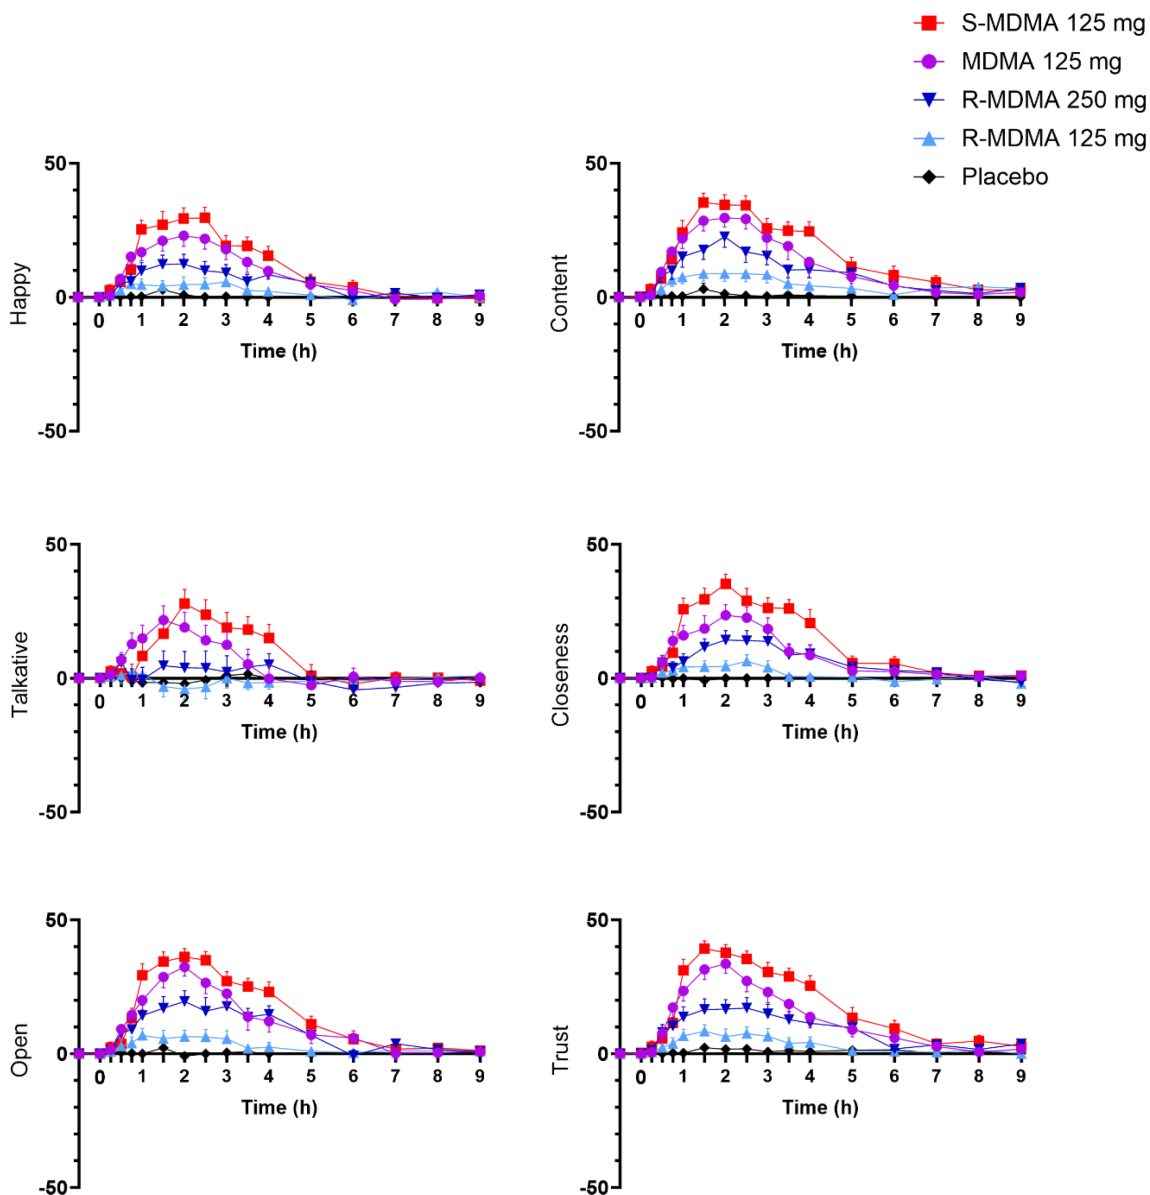 S-MDMA 125 mg
MDMA 125 mg
R-MDMA 250 mg
R-MDMA 125 mg
Placebo
50
0
-50
Happy
0 1 2 3 4 5 6 7 8 9
Time (h)
50
0
-50
Content
0 1 2 3 4 5 6 7 8 9
Time (h)
50
0
-50
Talkative
0 1 2 3 4 5 6 7 8 9
Time (h)
50
0
-50
Closeness
0 1 2 3 4 5 6 7 8 9
Time (h)
50
0
-50
Open
0 1 2 3 4 5 6 7 8 9
Time (h)
50
0
-50
Trust
0 1 2 3 4 5 6 7 8 9
Time (h)